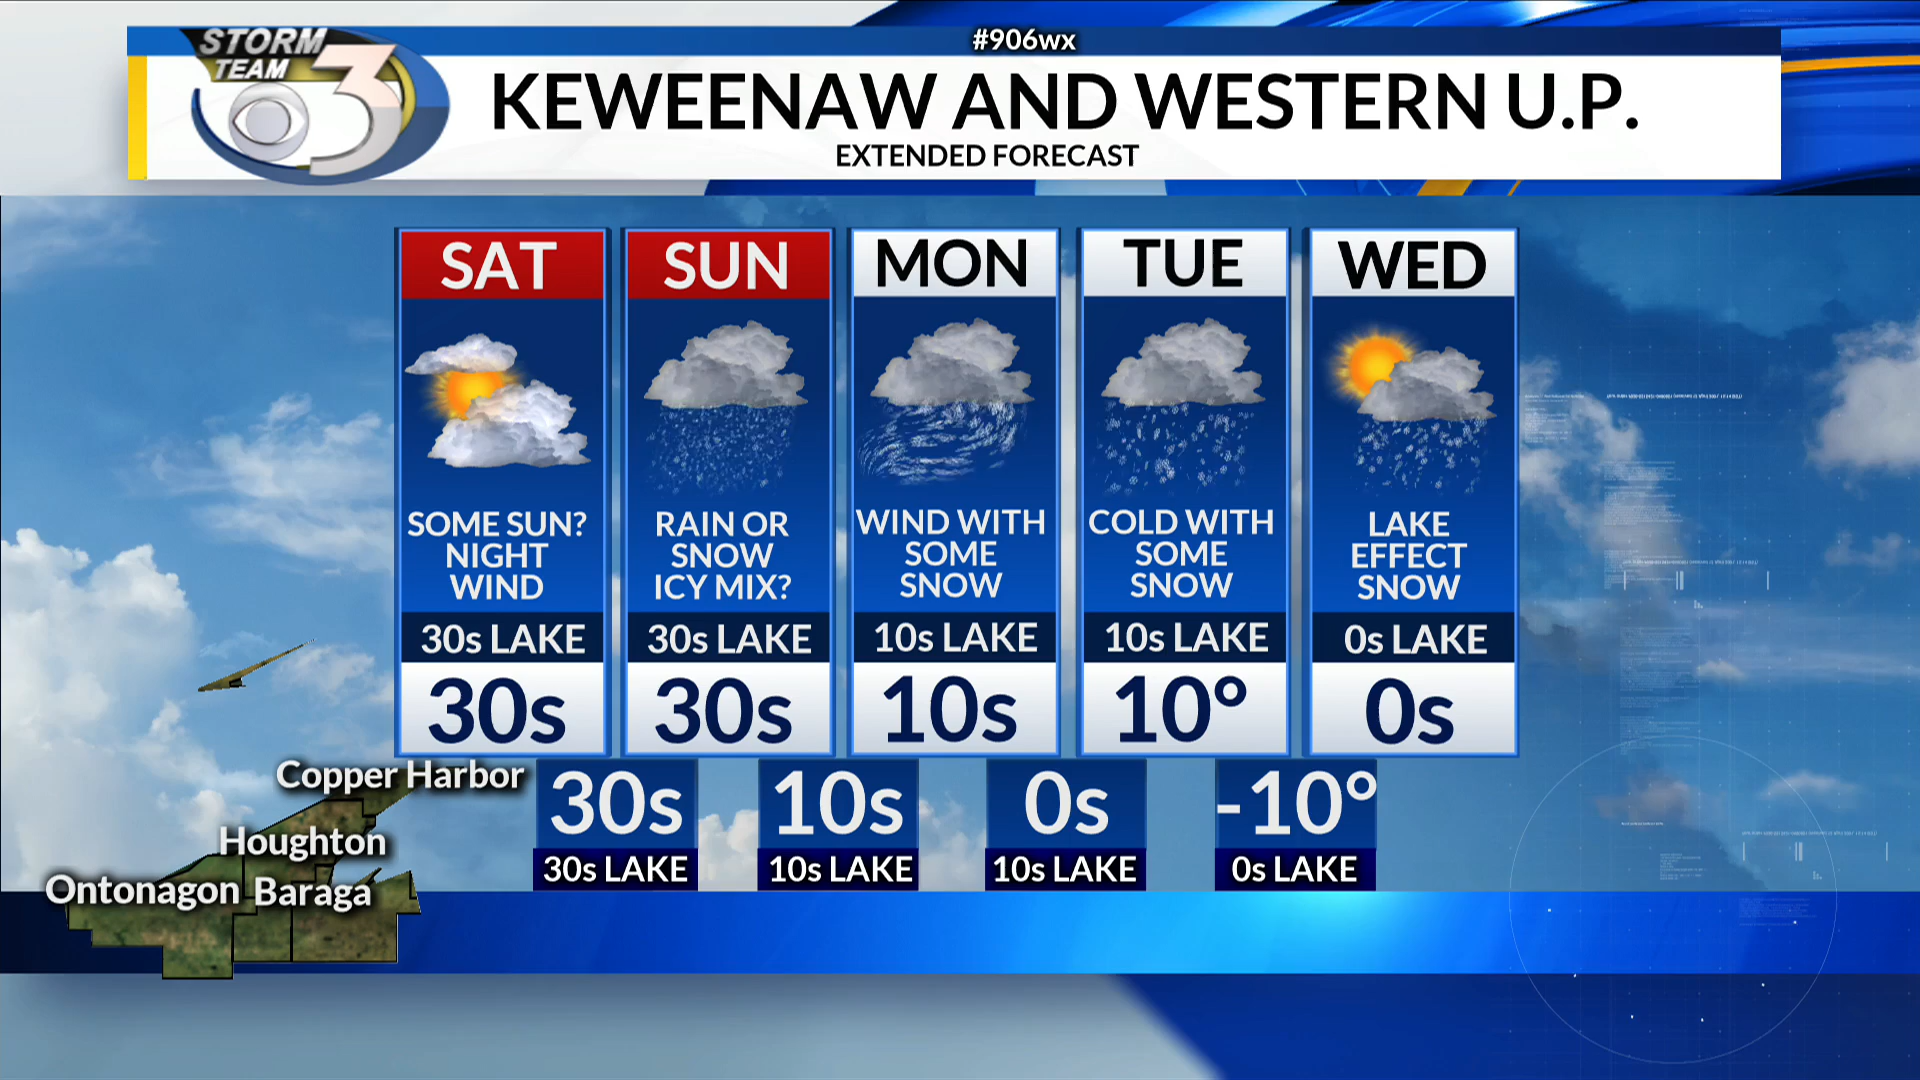 #906wx
STORM
TEAM
3
KEWEENAW AND WESTERN U.P.
EXTENDED FORECAST
SAT
SOME SUN?
NIGHT
WIND
30s LAKE
30s
SUN
RAIN OR
SNOW
ICY MIX?
30s LAKE
30s
MON
WIND WITH
SOME
SNOW
10s LAKE
10s
TUE
COLD WITH
SOME
SNOW
10s LAKE
10°
WED
LAKE
EFFECT
SNOW
0s LAKE
0s
30s
30s LAKE
10s
10s LAKE
0s
10s LAKE
-10°
0s LAKE
Copper Harbor
Houghton
Ontonagon Baraga